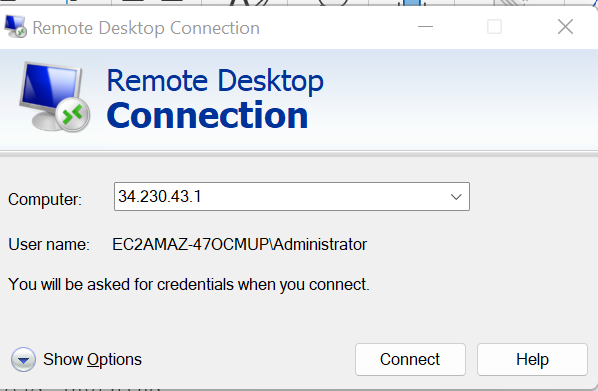 Remote Desktop Connection
Remote Desktop
Connection
Computer: 34.230.43.1
User name: EC2AMAZ-47OCMUP\Administrator
You will be asked for credentials when you connect.
Show Options Connect Help